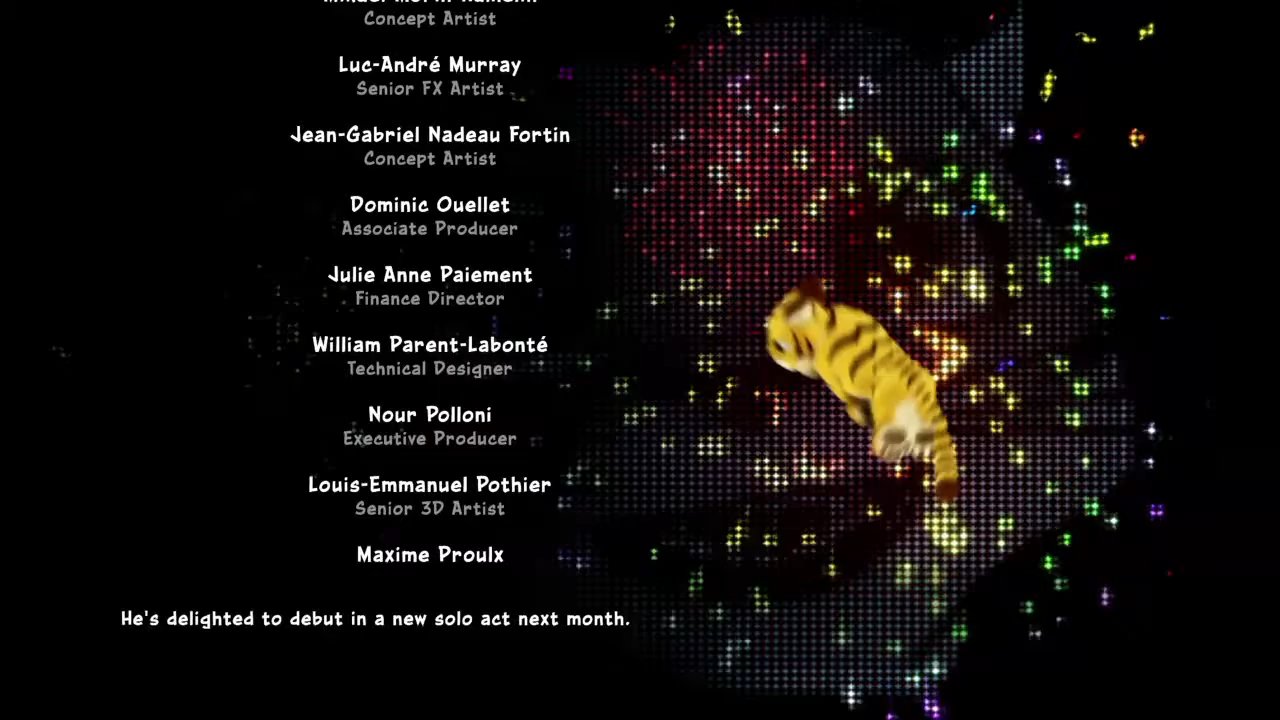 Concept Artist
Luc-André Murray
Senior FX Artist
Jean-Gabriel Nadeau Fortin
Concept Artist
Dominic Ouellet
Associate Producer
Julie Anne Paiement
Finance Director
William Parent-Labonté
Technical Designer
Nour Polloni
Executive Producer
Louis-Emmanuel Pothier
Senior 3D Artist
Maxime Proulx
He's delighted to debut in a new solo act next month.